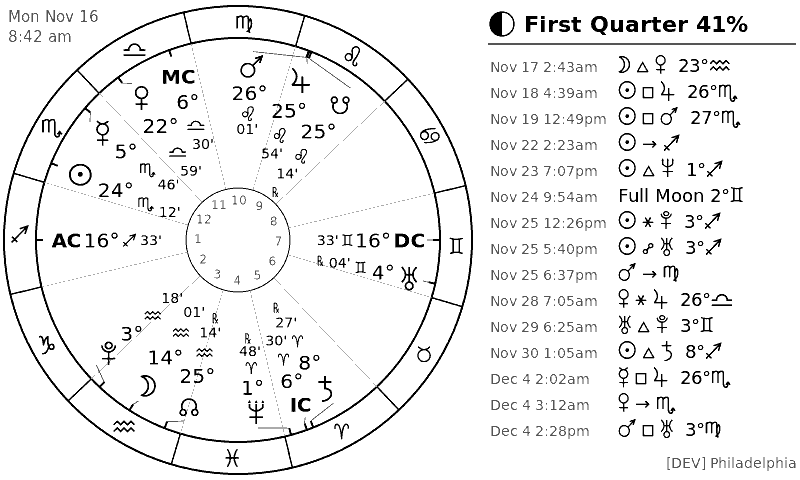 Mon Nov 16
8:42 am
☽ First Quarter 41%
Nov 17 2:43am ☽ △ ♀ 23°♒
Nov 18 4:39am ☉ □ ♃ 26°♏
Nov 19 12:49pm ☉ □ ♂ 27°♏
Nov 22 2:23am ☉ → ♐
Nov 23 7:07pm ☉ △ ♆ 1°♐
Nov 24 9:54am Full Moon 2°♊
Nov 25 12:26pm ☉ ⚹ ♇ 3°♐
Nov 25 5:40pm ☉ ☍ ♅ 3°♐
Nov 25 6:37pm ♂ → ♍
Nov 28 7:05am ♀ ⚹ ♃ 26°♎
Nov 29 6:25am ♅ △ ♇ 3°♊
Nov 30 1:05am ☉ △ ♄ 8°♐
Dec 4 2:02am ☿ □ ♃ 26°♏
Dec 4 3:12am ♀ → ♏
Dec 4 2:28pm ♂ □ ♅ 3°♍
[DEV] Philadelphia
MC 6° ♎ 30'
♂ 26° ♌ 01'
♃ 25° ♌ 54'
☋ 25° ♌ 14' ℞
♀ 22° ♎ 59'
☿ 5° ♏ 46'
☉ 24° ♏ 12'
AC 16° ♐ 33'
33' ♊ 16° DC
℞ 04' ♊ 4° ♅
♇ 3° ♒ 18'
☽ 14° ♒ 01'
☊ 25° ♒ 14' ℞
♆ 1° ♈ 48' ℞
IC 6° ♈ 30'
♄ 8° ♈ 27' ℞
1
2
3
4
5
6
7
8
9
10
11
12
♍
♌
♋
♊
♉
♈
♓
♒
♑
♐
♏
♎